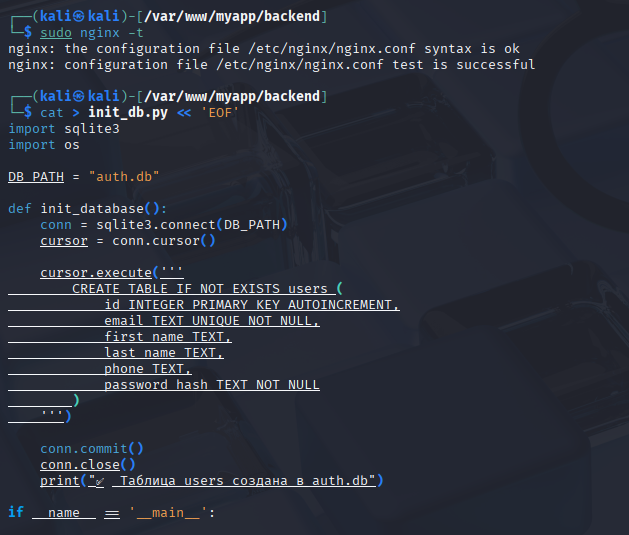 ┌──(kali㉿kali)-[/var/www/myapp/backend]
└─$ sudo nginx -t
nginx: the configuration file /etc/nginx/nginx.conf syntax is ok
nginx: configuration file /etc/nginx/nginx.conf test is successful

┌──(kali㉿kali)-[/var/www/myapp/backend]
└─$ cat > init_db.py << 'EOF'
import sqlite3
import os

DB_PATH = "auth.db"

def init_database():
    conn = sqlite3.connect(DB_PATH)
    cursor = conn.cursor()

    cursor.execute('''
        CREATE TABLE IF NOT EXISTS users (
            id INTEGER PRIMARY KEY AUTOINCREMENT,
            email TEXT UNIQUE NOT NULL,
            first_name TEXT,
            last_name TEXT,
            phone TEXT,
            password_hash TEXT NOT NULL
        )
    ''')

    conn.commit()
    conn.close()
    print("✅ Таблица users создана в auth.db")

if __name__ == '__main__':